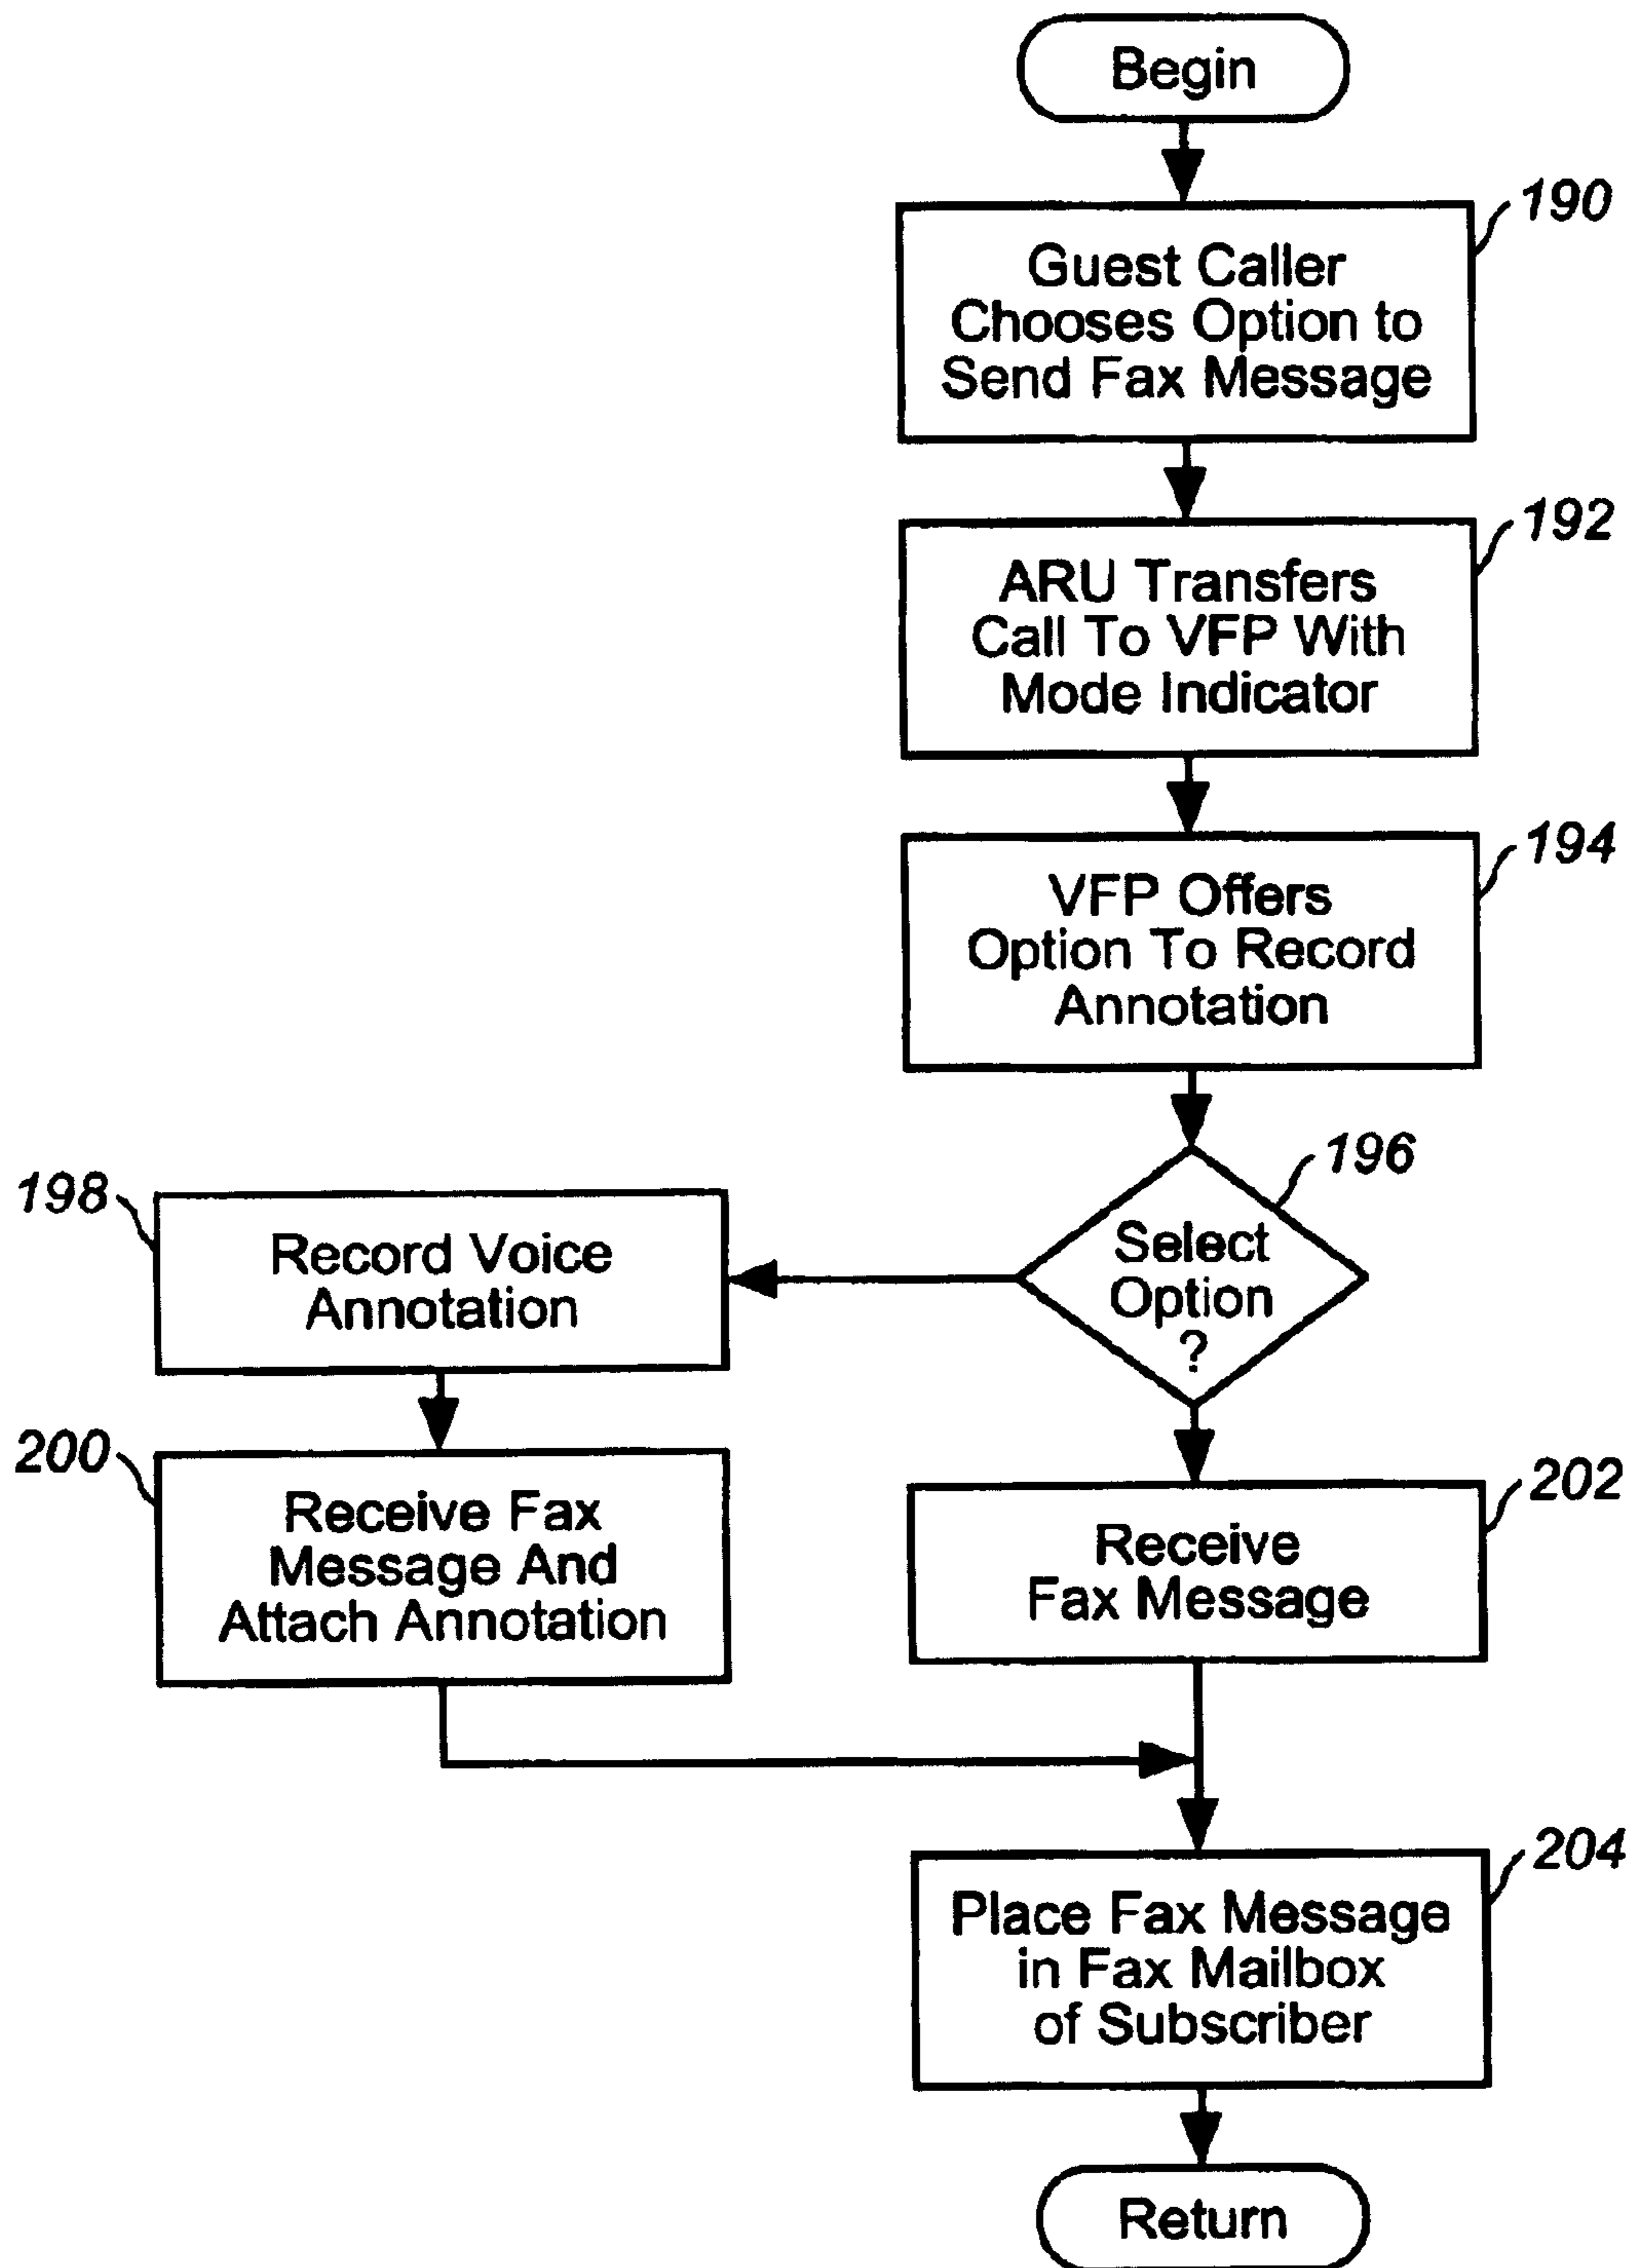 Begin
190
Guest Caller
Chooses Option to
Send Fax Message
192
ARU Transfers
Call To VFP With
Mode Indicator
194
VFP Offers
Option To Record
Annotation
196
Select
Option
?
198
Record Voice
Annotation
200
Receive Fax
Message And
Attach Annotation
202
Receive
Fax Message
204
Place Fax Message
in Fax Mailbox
of Subscriber
Return